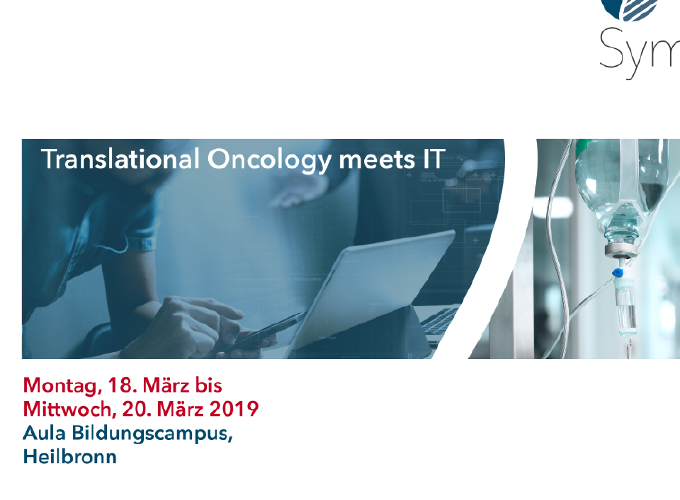 Sym
Translational Oncology meets IT
Montag, 18. März bis
Mittwoch, 20. März 2019
Aula Bildungscampus,
Heilbronn